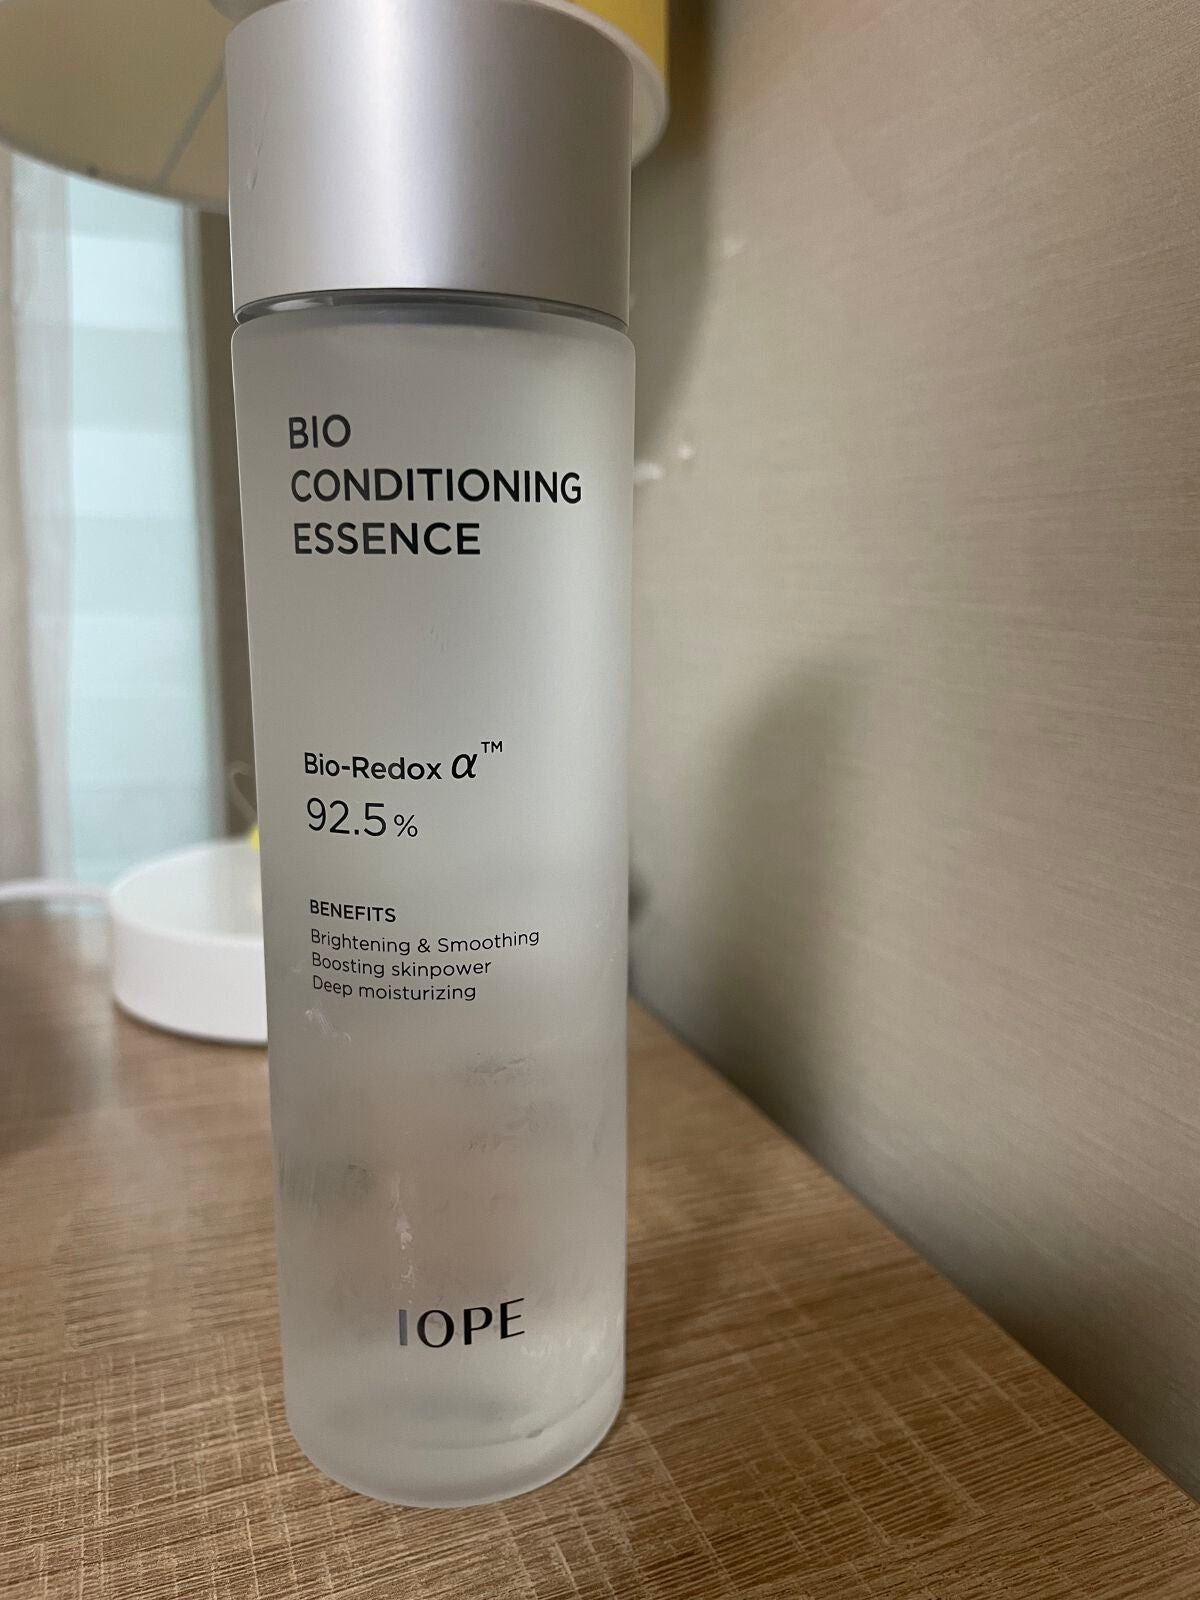 BIO
CONDITIONING
ESSENCE
Bio-Redox α™
92.5%
BENEFITS
Brightening & Smoothing
Boosting skinpower
Deep moisturizing
IOPE